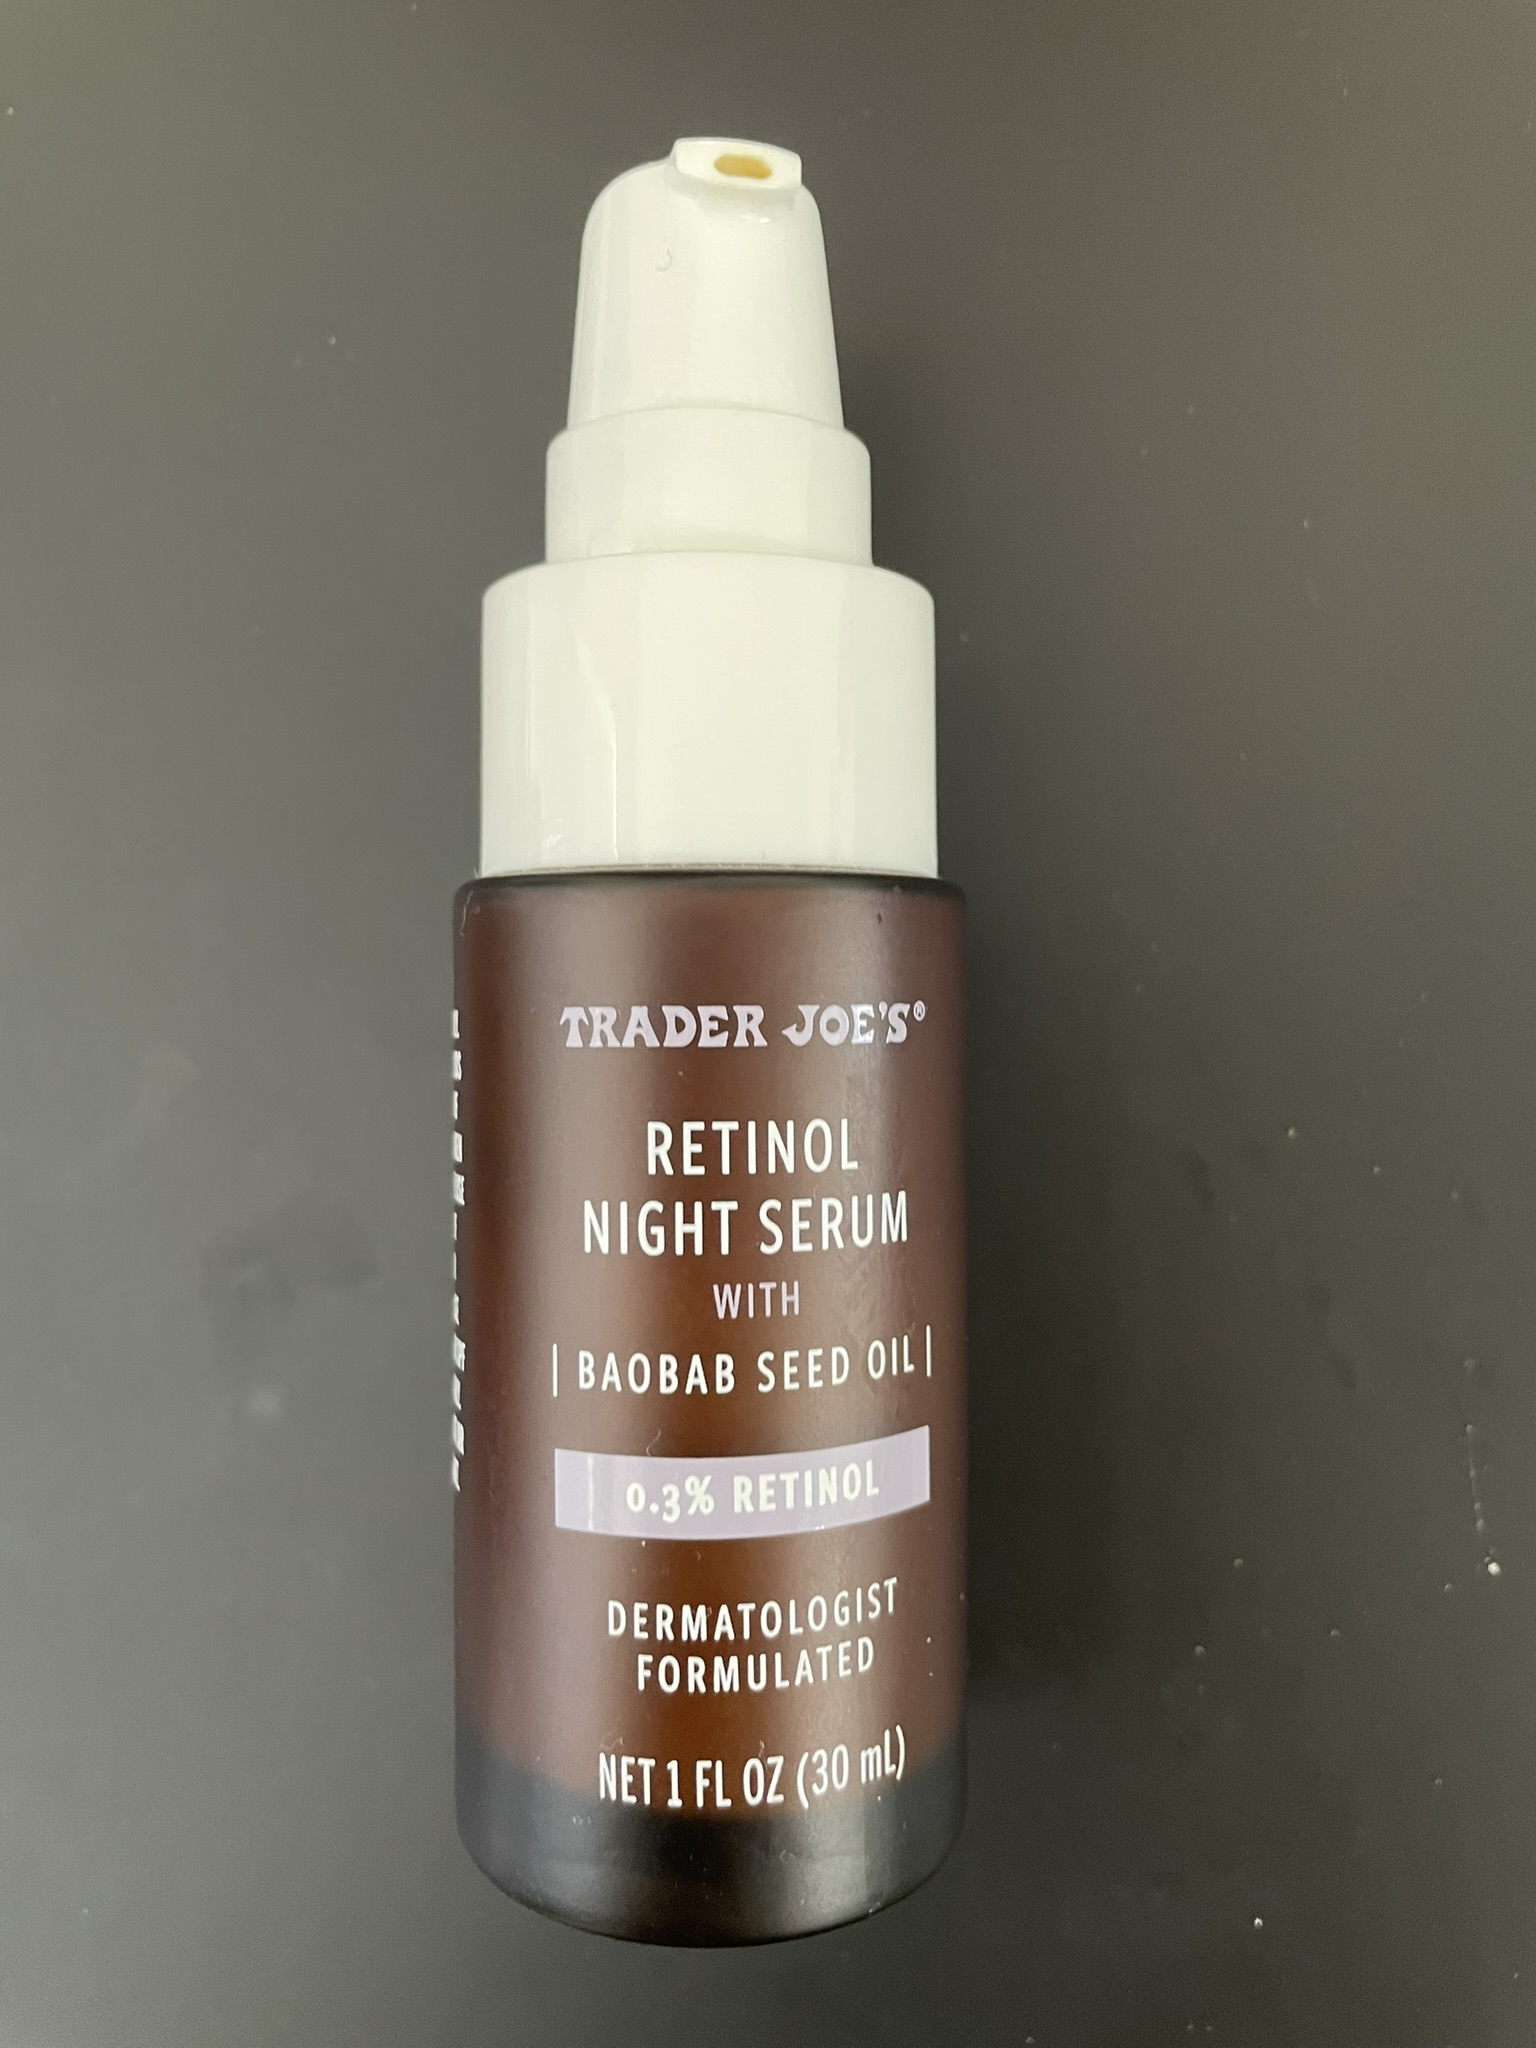 TRADER JOE'S®
RETINOL
NIGHT SERUM
WITH
| BAOBAB SEED OIL |
0.3% RETINOL
DERMATOLOGIST
FORMULATED
NET 1 FL OZ (30 mL)